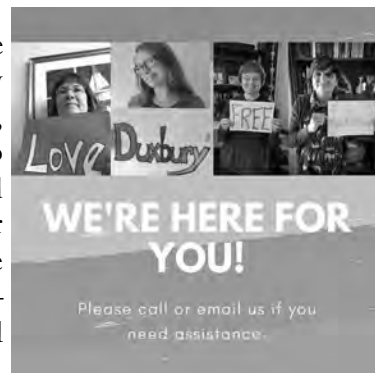 Love
Duxbury
FREE
WE'RE HERE FOR
YOU!
Please call or email us if you
need assistance.